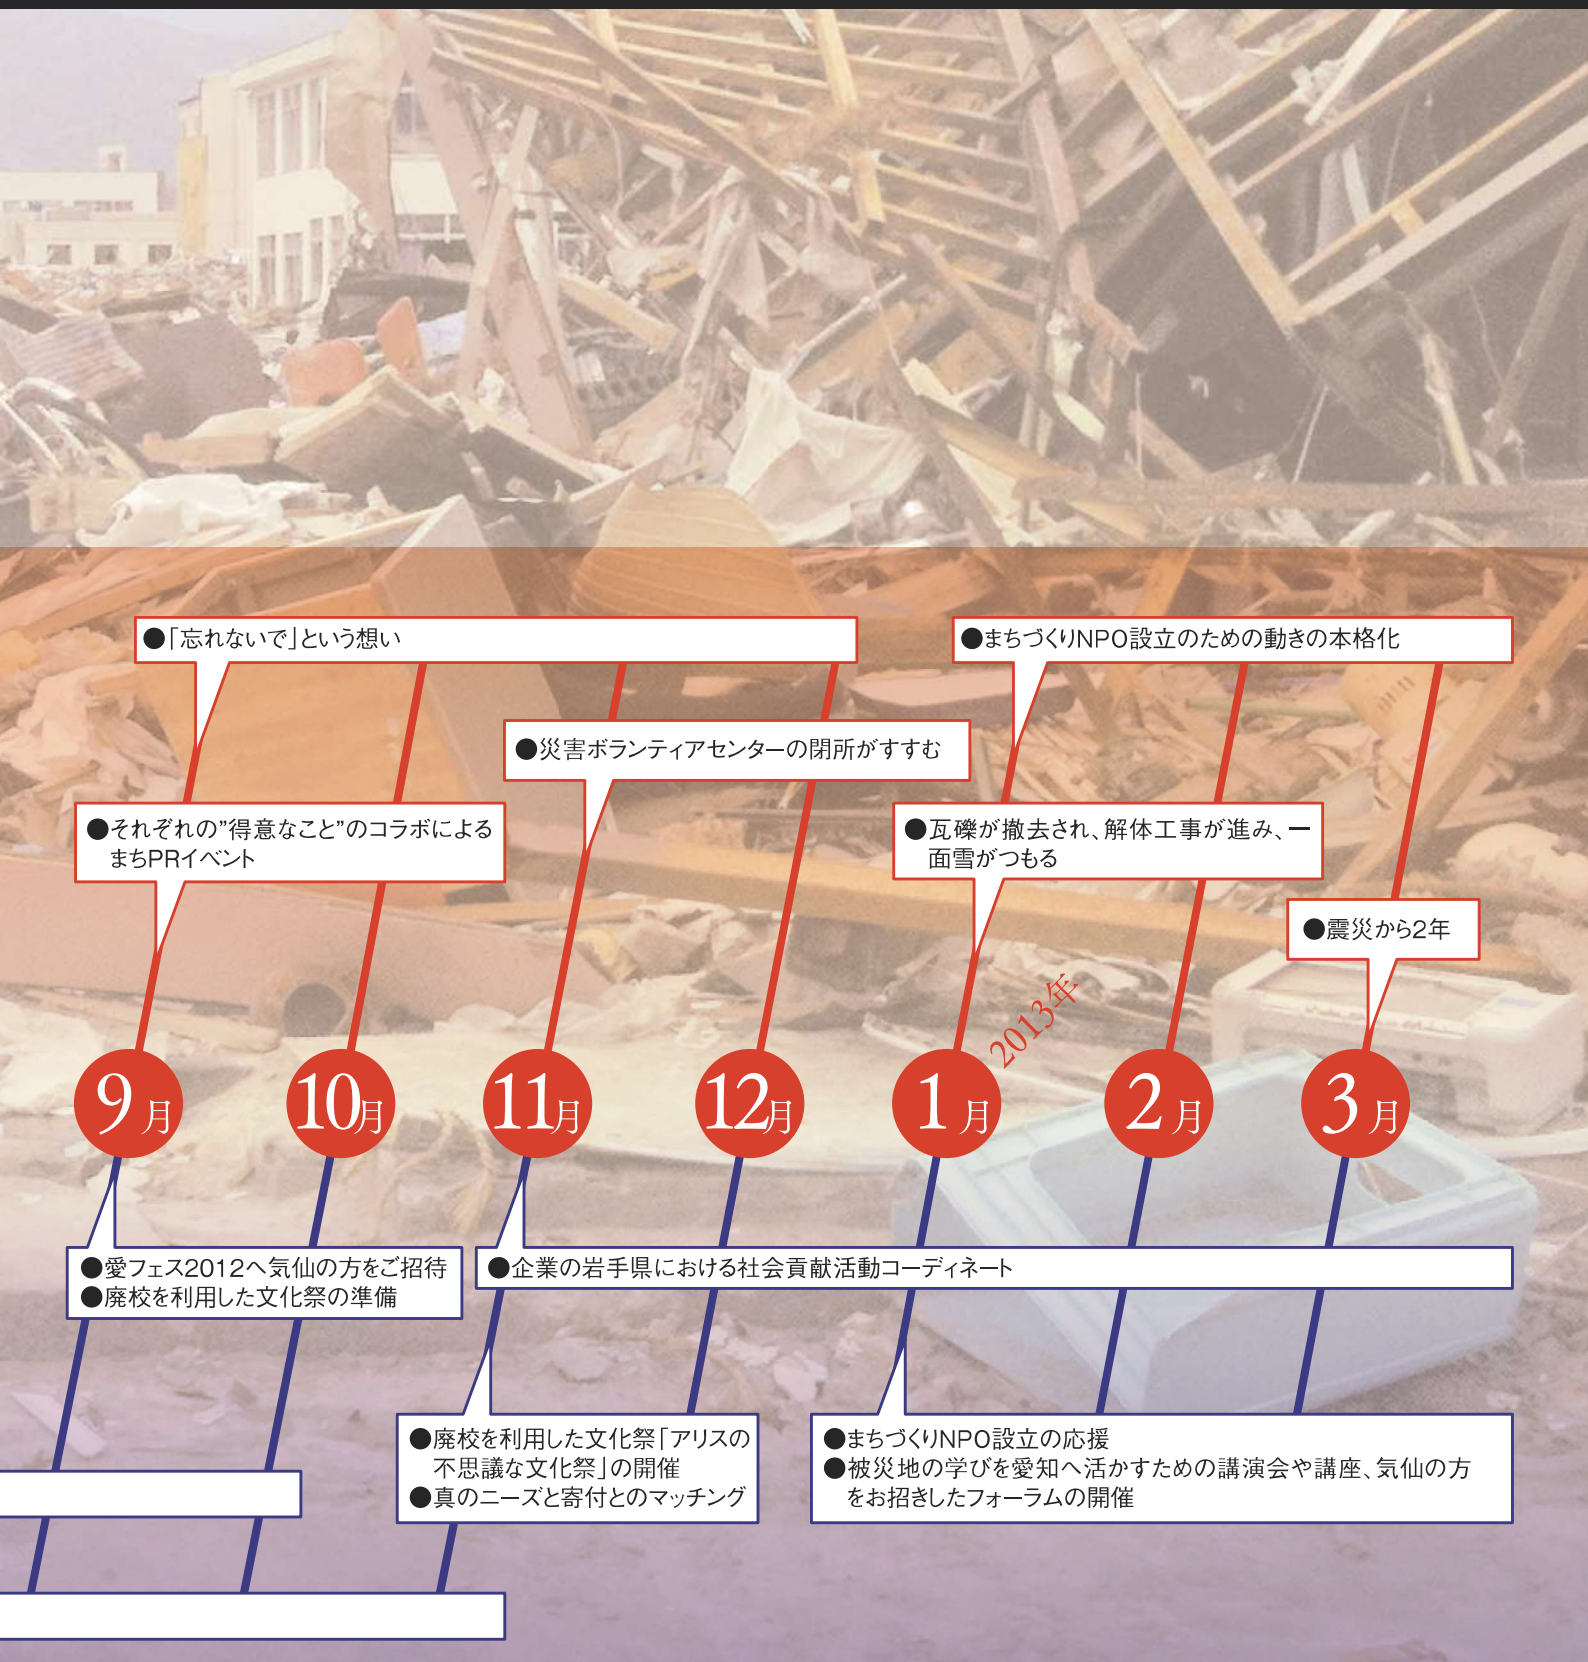 ●「忘れないで」という想い
●まちづくりNPO設立のための動きの本格化
●災害ボランティアセンターの閉所がすすむ
●それぞれの”得意なこと”のコラボによる
まちPRイベント
●瓦礫が撤去され、解体工事が進み、一
面雪がつもる
●震災から2年
2013年
9月
10月
11月
12月
1月
2月
3月
●愛フェス2012へ気仙の方をご招待
●廃校を利用した文化祭の準備
●企業の岩手県における社会貢献活動コーディネート
●廃校を利用した文化祭「アリスの
不思議な文化祭」の開催
●真のニーズと寄付とのマッチング
●まちづくりNPO設立の応援
●被災地の学びを愛知へ活かすための講演会や講座、気仙の方
をお招きしたフォーラムの開催